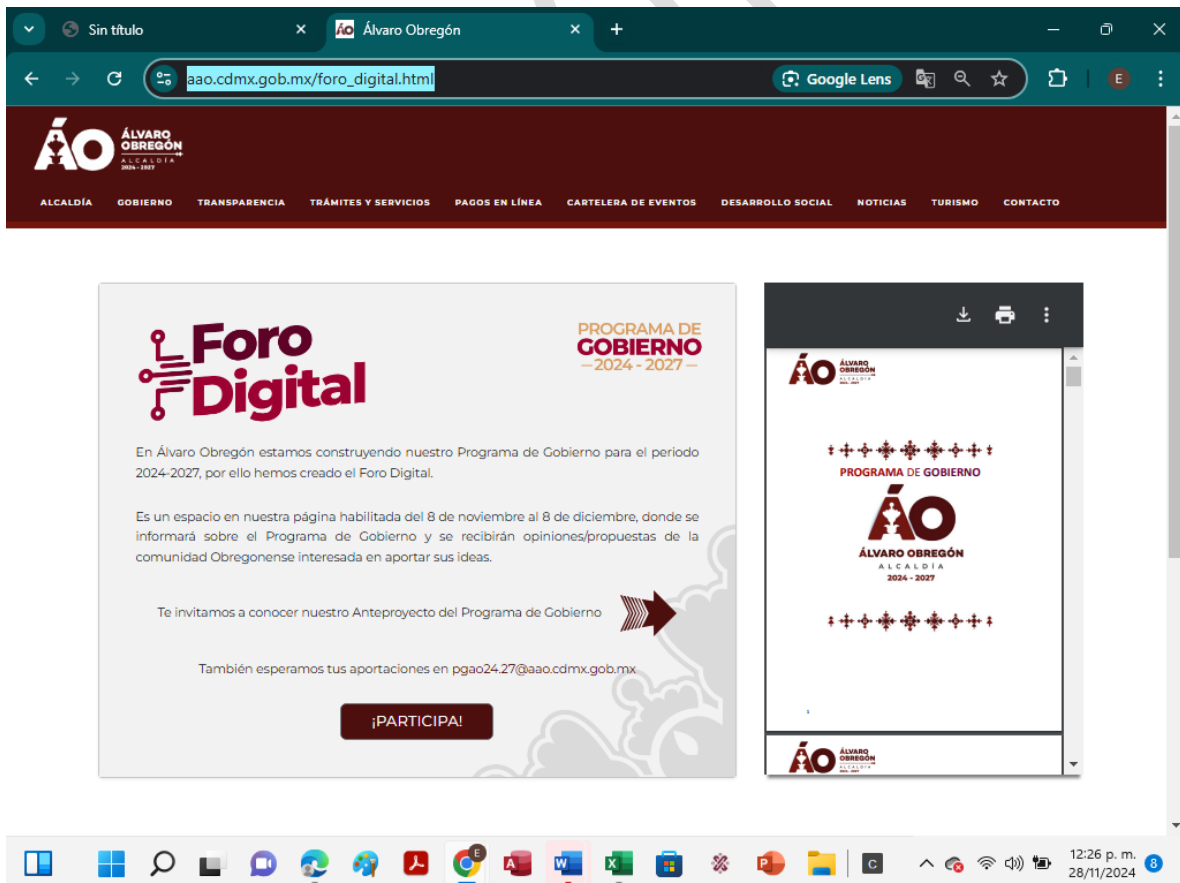 Sin título
Álvaro Obregón
aao.cdmx.gob.mx/foro_digital.html
Google Lens
E
ÁO
ÁLVARO
OBREGÓN
ALCALDÍA
2024 - 2027
ALCALDÍA GOBIERNO TRANSPARENCIA TRÁMITES Y SERVICIOS PAGOS EN LÍNEA CARTELERA DE EVENTOS DESARROLLO SOCIAL NOTICIAS TURISMO CONTACTO
Foro
Digital
PROGRAMA DE
GOBIERNO
—2024 - 2027—
En Álvaro Obregón estamos construyendo nuestro Programa de Gobierno para el periodo
2024-2027, por ello hemos creado el Foro Digital.
Es un espacio en nuestra página habilitada del 8 de noviembre al 8 de diciembre, donde se
informará sobre el Programa de Gobierno y se recibirán opiniones/propuestas de la
comunidad Obregonense interesada en aportar sus ideas.
Te invitamos a conocer nuestro Anteproyecto del Programa de Gobierno
También esperamos tus aportaciones en pgao24.27@aao.cdmx.gob.mx
¡PARTICIPA!
ÁO
ÁLVARO
OBREGÓN
ALCALDÍA
PROGRAMA DE GOBIERNO
ÁO
ÁLVARO OBREGÓN
ALCALDÍA
2024 - 2027
ÁO
ÁLVARO
OBREGÓN
ALCALDÍA
12:26 p. m.
28/11/2024
8